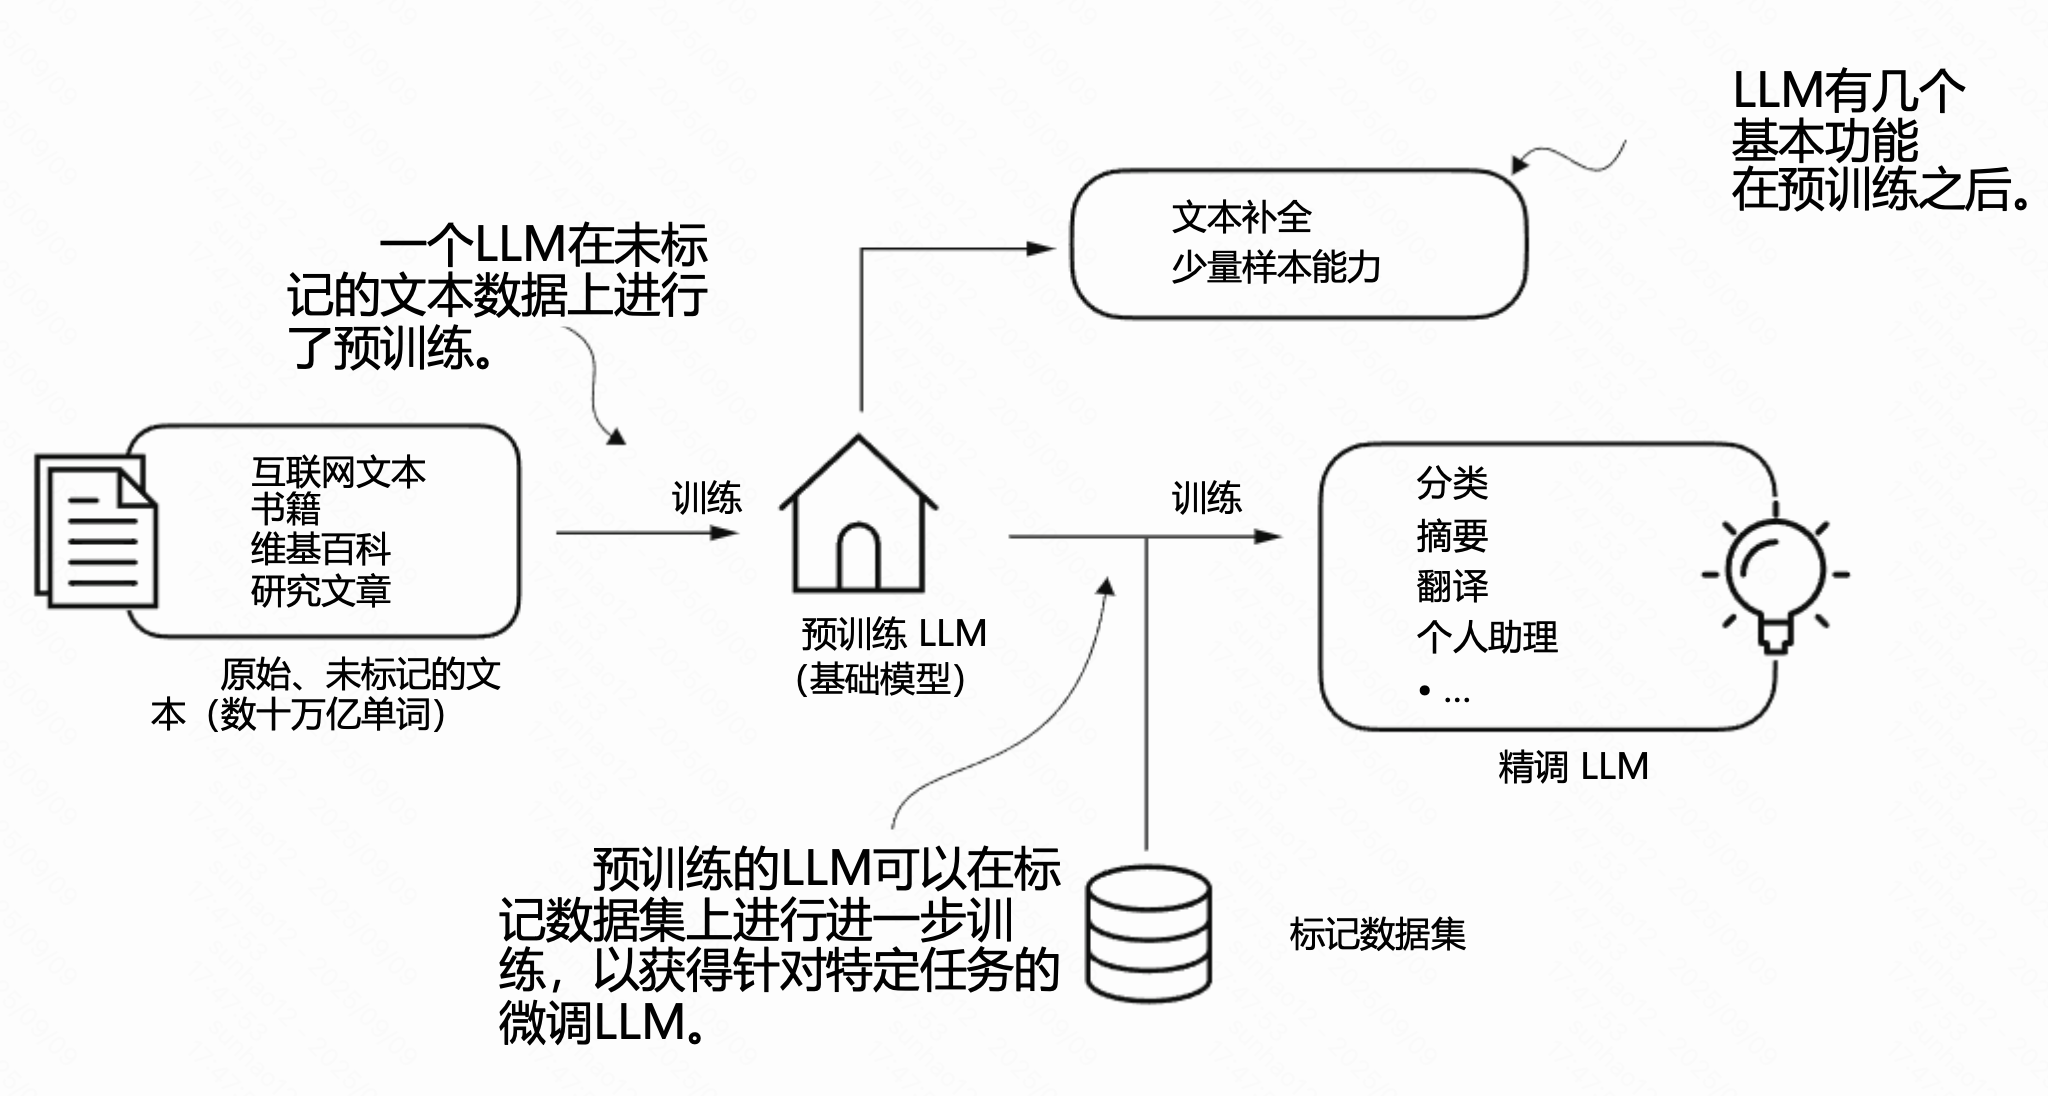 LLM有几个
基本功能
在预训练之后。
文本补全
少量样本能力
一个LLM在未标
记的文本数据上进行
了预训练。
互联网文本
书籍
维基百科
研究文章
训练
训练
分类
摘要
翻译
个人助理
• ...
预训练 LLM
（基础模型）
原始、未标记的文
本（数十万亿单词）
精调 LLM
预训练的LLM可以在标
记数据集上进行进一步训
练，以获得针对特定任务的
微调LLM。
标记数据集